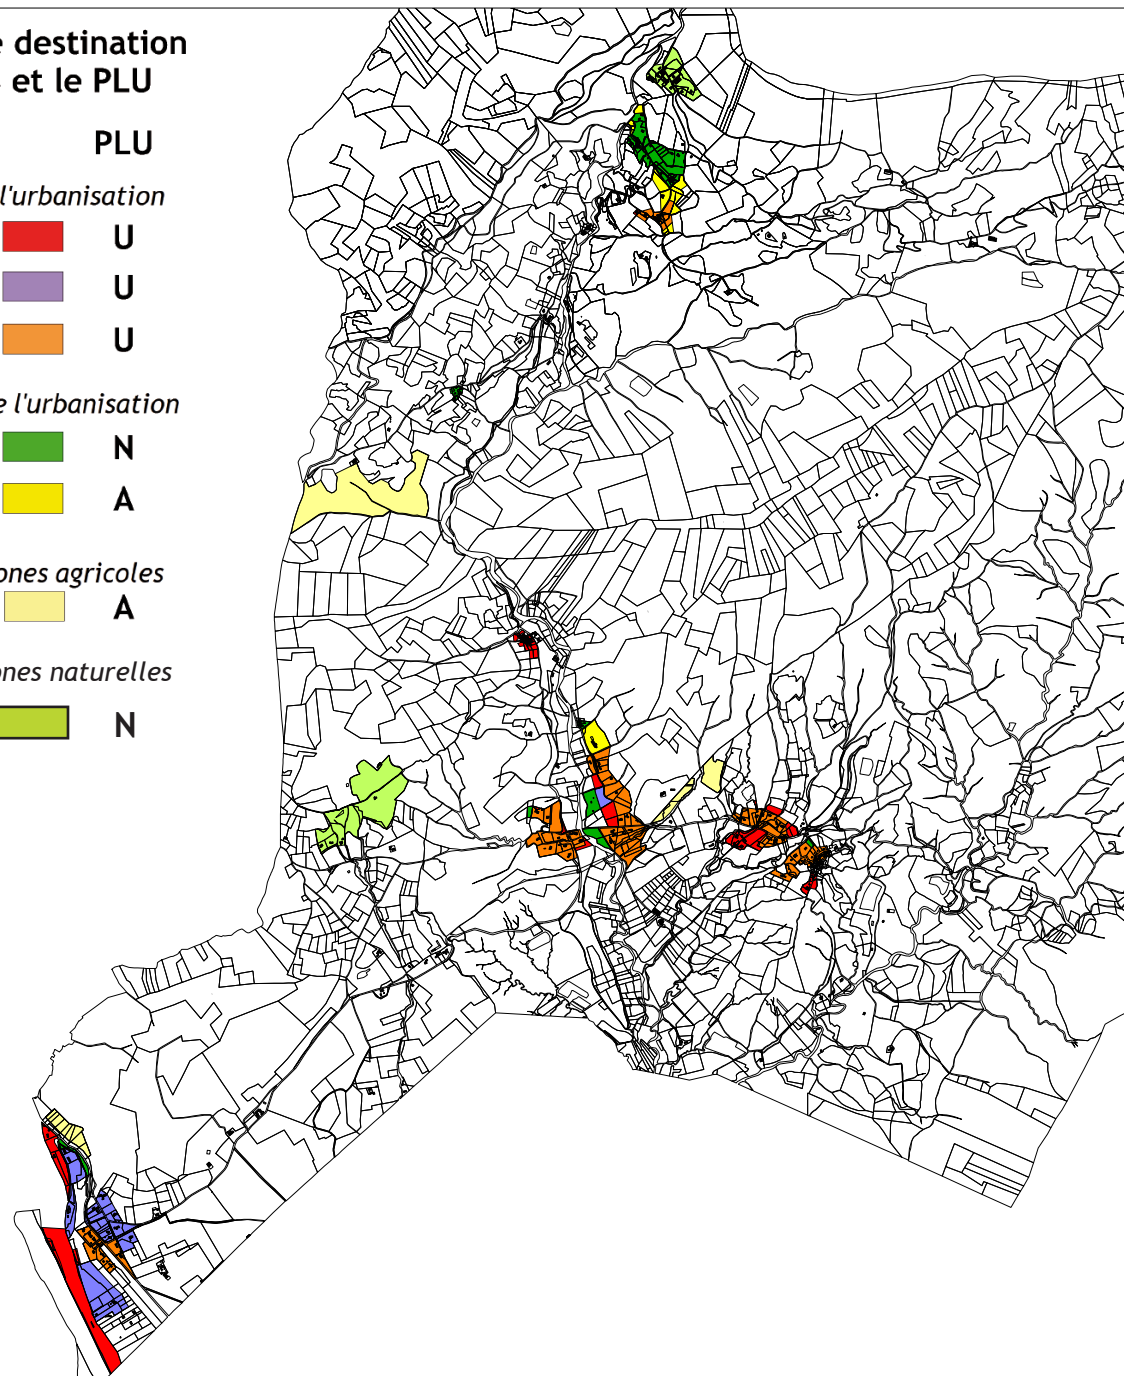 destination
et le PLU
PLU
l'urbanisation
U
U
U
l'urbanisation
N
A
ones agricoles
A
ones naturelles
N